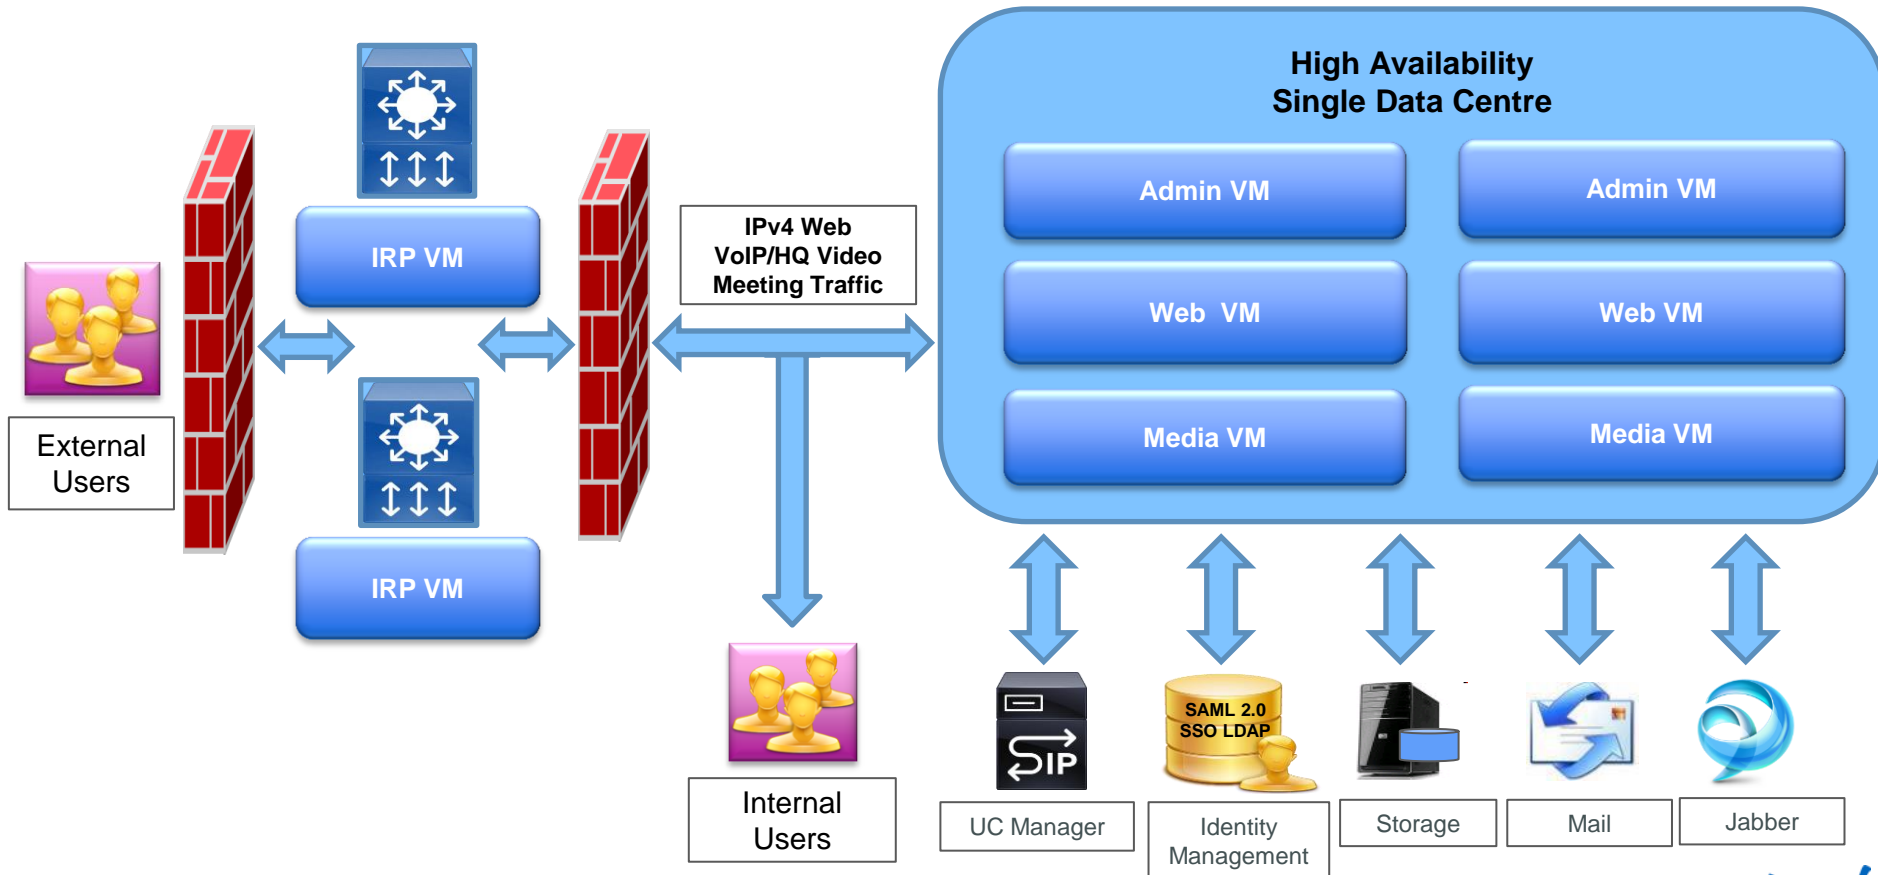 High Availability
Single Data Centre
Admin VM
Admin VM
IRP VM
IPv4 Web
VoIP/HQ Video
Meeting Traffic
Web  VM
Web VM
External
Users
Media VM
Media VM
IRP VM
SAML 2.0
SSO LDAP
SIP
Internal
Users
UC Manager
Identity
Management
Storage
Mail
Jabber